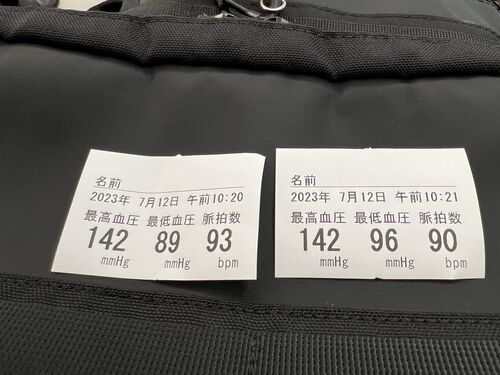 名前
2023年 7月12日 午前10:20
最高血圧 最低血圧 脈拍数
142 89 93
mmHg mmHg bpm
名前
2023年 7月12日 午前10:21
最高血圧 最低血圧 脈拍数
142 96 90
mmHg mmHg bpm